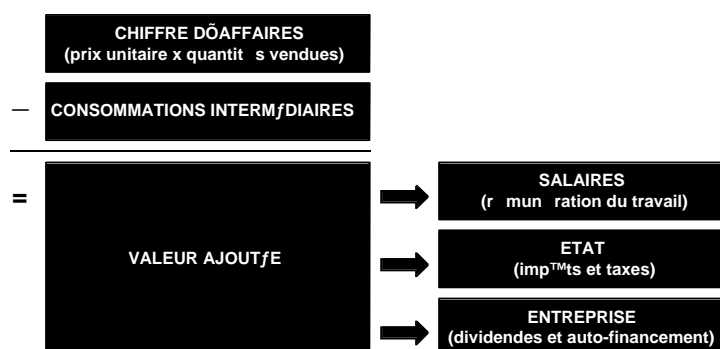 CHIFFRE DÕAFFAIRES
(prix unitaire x quantit s vendues)
— CONSOMMATIONS INTERMƒDIAIRES
=
VALEUR AJOUTƒE
SALAIRES
(r mun ration du travail)
ETAT
(imp™ts et taxes)
ENTREPRISE
(dividendes et auto-financement)